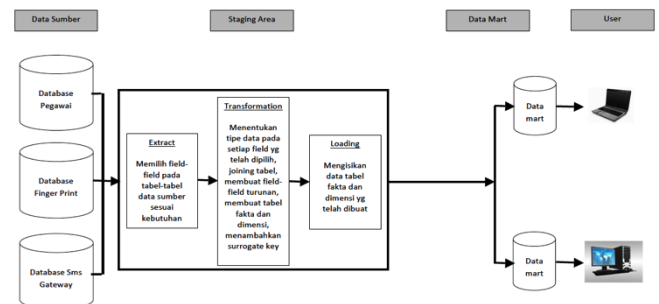 Data Sumber
Staging Area
Data Mart
User
Database
Pegawai
Database
Finger Print
Database Sms
Gateway
Extract
Memilih field-
field pada
tabel-tabel
data sumber
sesuai
kebutuhan
Transformation
Menentukan
tipe data pada
setiap field yg
telah dipilih,
joining tabel,
membuat field-
field turunan,
membuat tabel
fakta dan
dimensi,
menambahkan
surrogate key
Loading
Mengisikan
data tabel
fakta dan
dimensi yg
telah dibuat
Data
mart
Data
mart